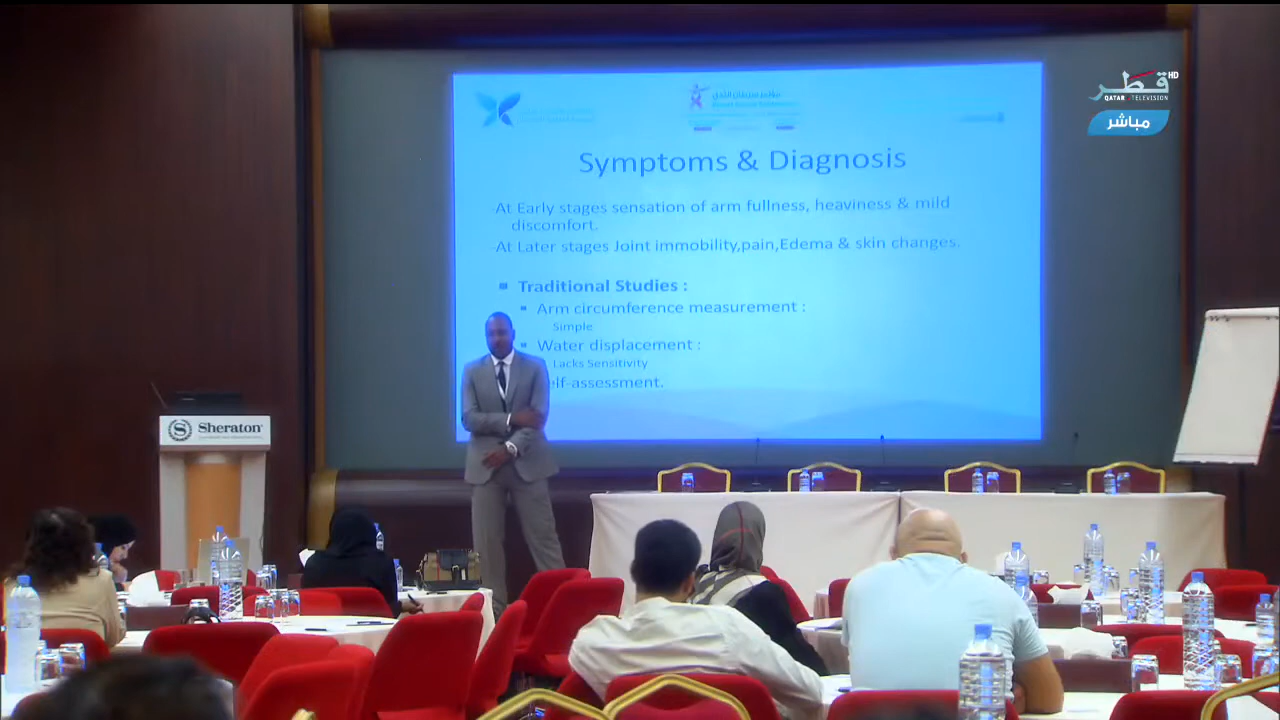 قطر HD
QATAR TELEVISION
مباشر
Symptoms & Diagnosis
-At Early stages sensation of arm fullness, heaviness & mild
discomfort.
-At Later stages Joint immobility,pain,Edema & skin changes.
Traditional Studies :
Arm circumference measurement :
Simple
Water displacement :
Lacks Sensitivity
elf-assessment.
Sheraton